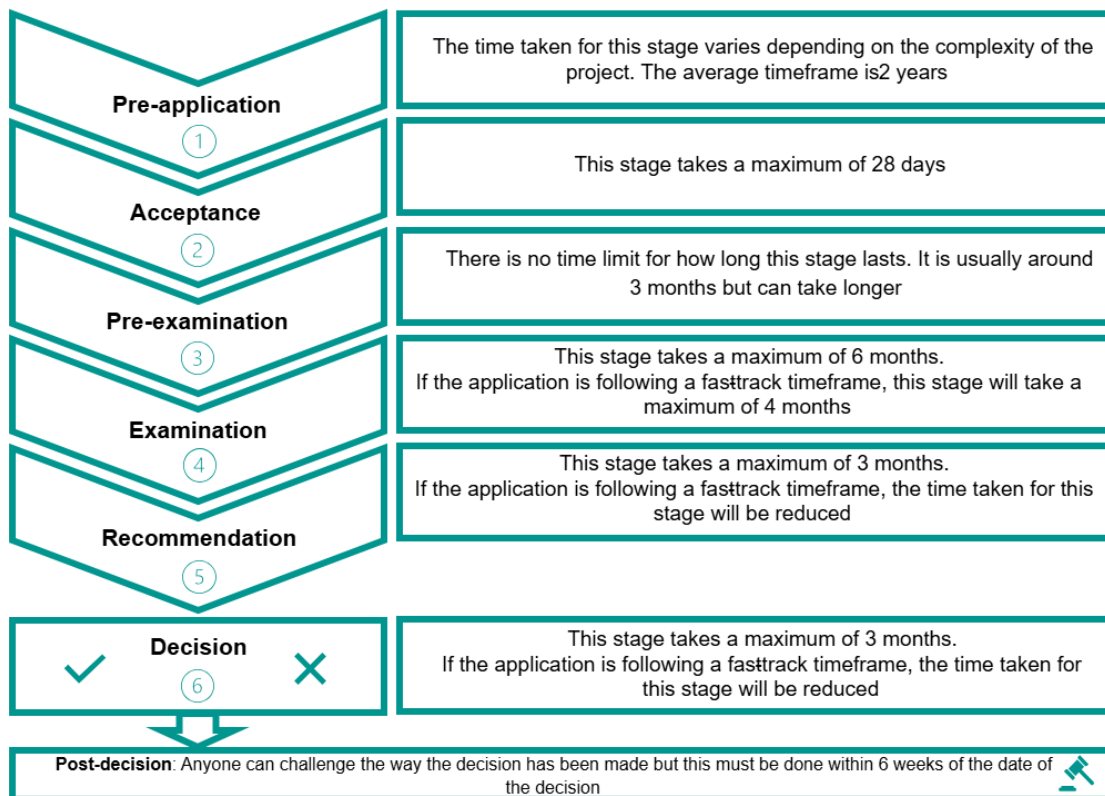 Pre-application
1
The time taken for this stage varies depending on the complexity of the
project. The average timeframe is2 years
Acceptance
2
This stage takes a maximum of 28 days
Pre-examination
3
There is no time limit for how long this stage lasts. It is usually around
3 months but can take longer
Examination
4
This stage takes a maximum of 6 months.
If the application is following a fasttrack timeframe, this stage will take a
maximum of 4 months
Recommendation
5
This stage takes a maximum of 3 months.
If the application is following a fasttrack timeframe, the time taken for this
stage will be reduced
Decision
6
This stage takes a maximum of 3 months.
If the application is following a fasttrack timeframe, the time taken for
this stage will be reduced
Post-decision: Anyone can challenge the way the decision has been made but this must be done within 6 weeks of the date of
the decision